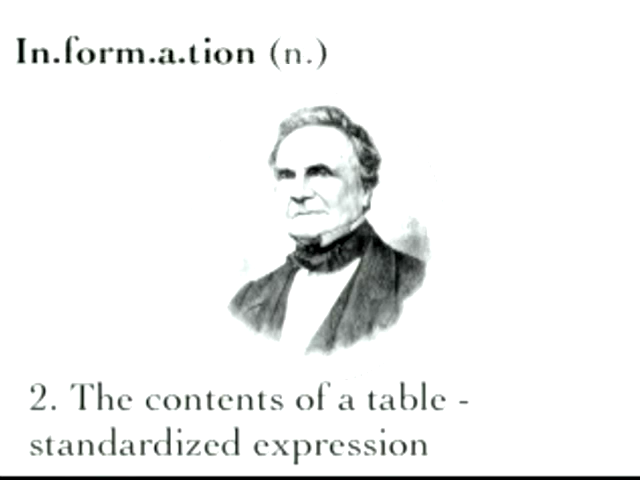 In.form.a.tion (n.)
2. The contents of a table -
standardized expression